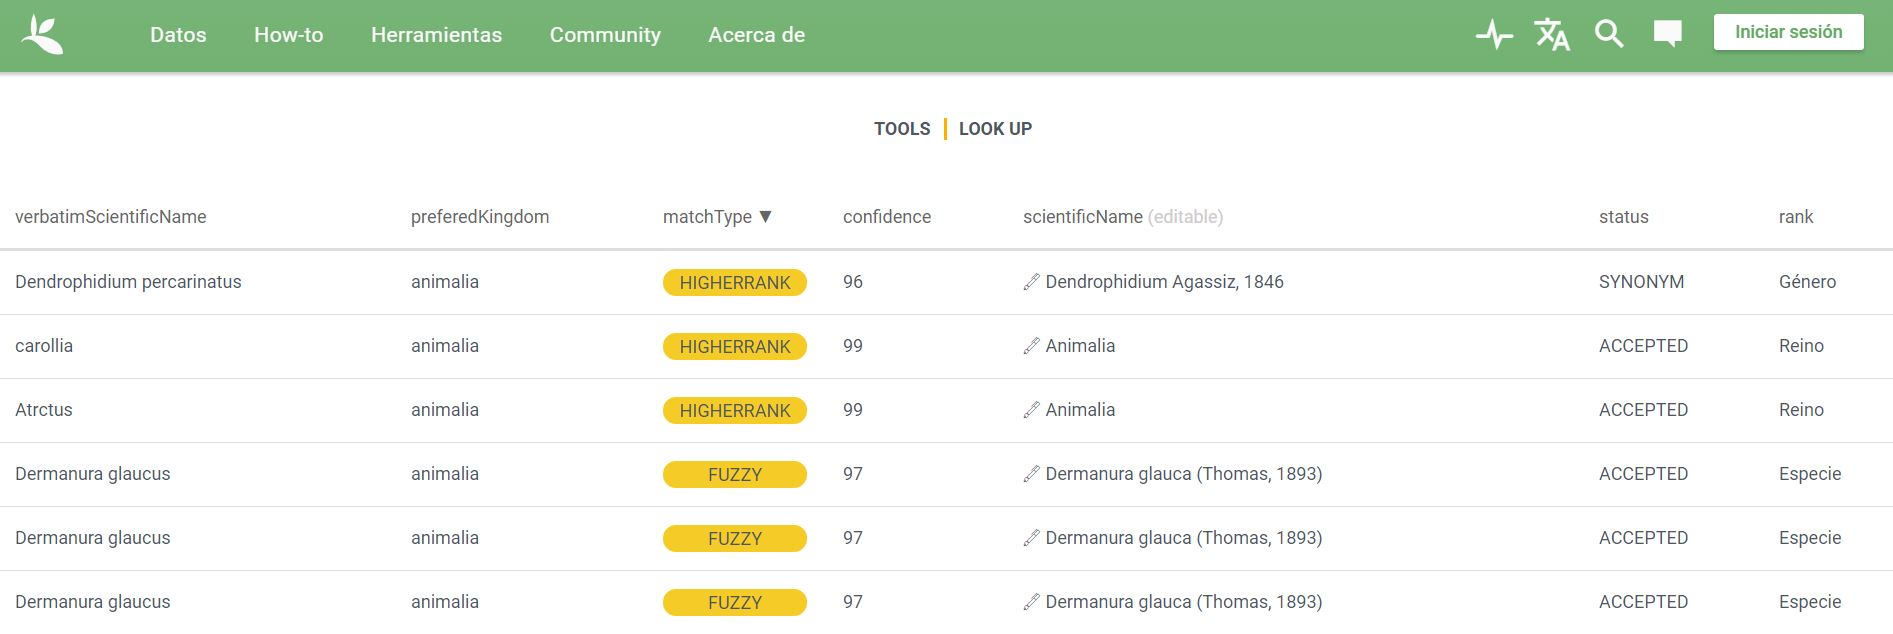 Datos How-to Herramientas Community Acerca de Iniciar sesión
TOOLS LOOK UP
verbatimScientificName preferedKingdom matchType ▼ confidence scientificName (editable) status rank
Dendrophidium percarinatus animalia HIGHERRANK 96 Dendrophidium Agassiz, 1846 SYNONYM Género
carollia animalia HIGHERRANK 99 Animalia ACCEPTED Reino
Atrctus animalia HIGHERRANK 99 Animalia ACCEPTED Reino
Dermanura glaucus animalia FUZZY 97 Dermanura glauca (Thomas, 1893) ACCEPTED Especie
Dermanura glaucus animalia FUZZY 97 Dermanura glauca (Thomas, 1893) ACCEPTED Especie
Dermanura glaucus animalia FUZZY 97 Dermanura glauca (Thomas, 1893) ACCEPTED Especie